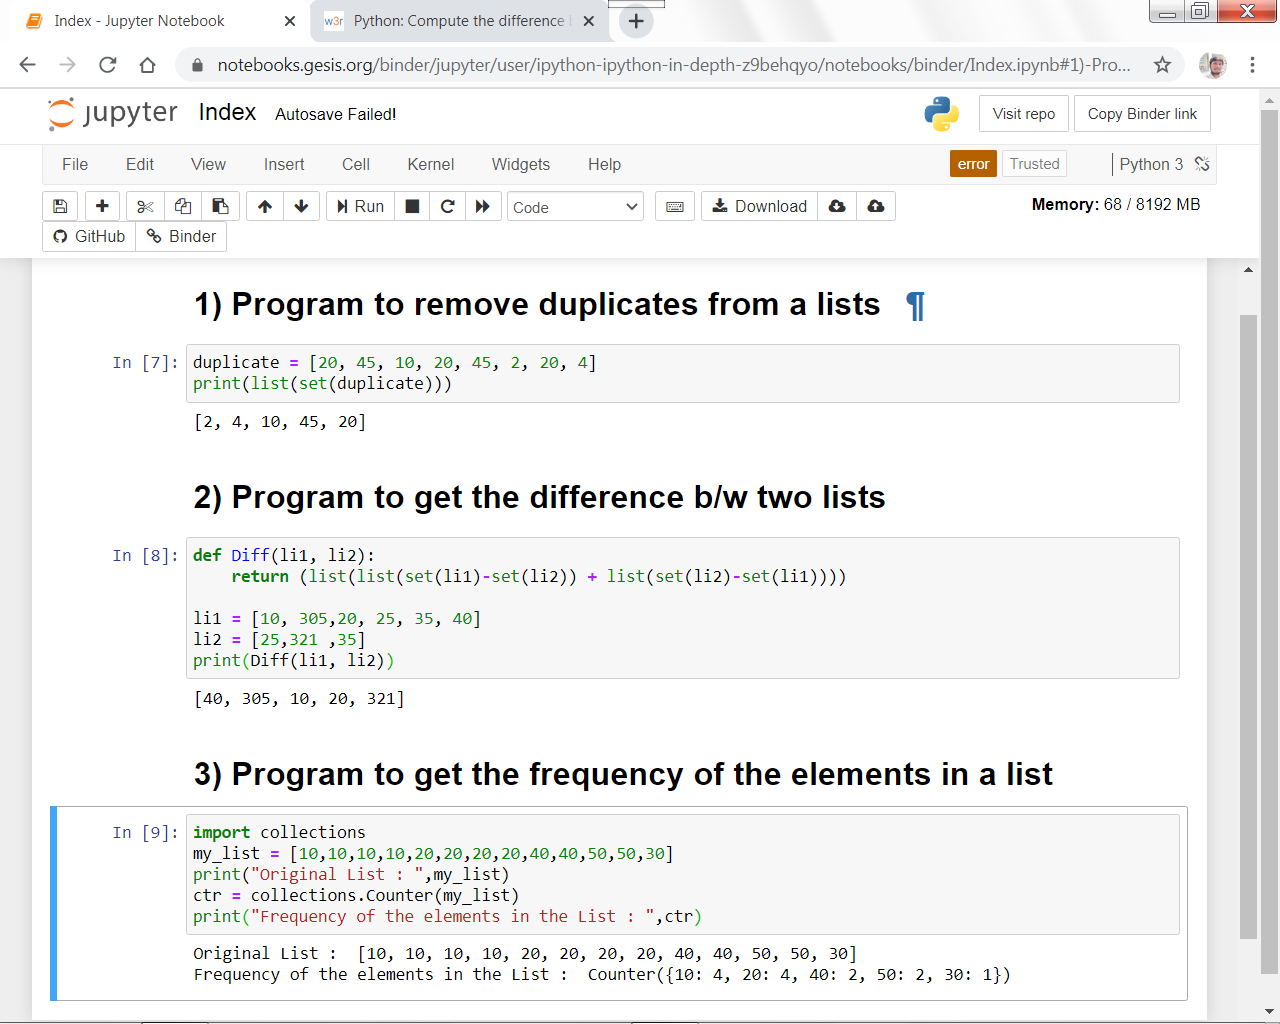 Index - Jupyter Notebook
Python: Compute the difference
notebooks.gesis.org/binder/jupyter/user/ipython-ipython-in-depth-z9behqyo/notebooks/binder/Index.ipynb#1)-Pro...
jupyter Index Autosave Failed!
Visit repo Copy Binder link
File Edit View Insert Cell Kernel Widgets Help
error Trusted Python 3
Run Code Download
Memory: 68 / 8192 MB
GitHub Binder
1) Program to remove duplicates from a lists ¶
In [7]: duplicate = [20, 45, 10, 20, 45, 2, 20, 4]
print(list(set(duplicate)))
[2, 4, 10, 45, 20]
2) Program to get the difference b/w two lists
In [8]: def Diff(li1, li2):
return (list(list(set(li1)-set(li2)) + list(set(li2)-set(li1))))
li1 = [10, 305,20, 25, 35, 40]
li2 = [25,321 ,35]
print(Diff(li1, li2))
[40, 305, 10, 20, 321]
3) Program to get the frequency of the elements in a list
In [9]: import collections
my_list = [10,10,10,10,20,20,20,20,40,40,50,50,30]
print("Original List : ",my_list)
ctr = collections.Counter(my_list)
print("Frequency of the elements in the List : ",ctr)
Original List :  [10, 10, 10, 10, 20, 20, 20, 20, 40, 40, 50, 50, 30]
Frequency of the elements in the List :  Counter({10: 4, 20: 4, 40: 2, 50: 2, 30: 1})